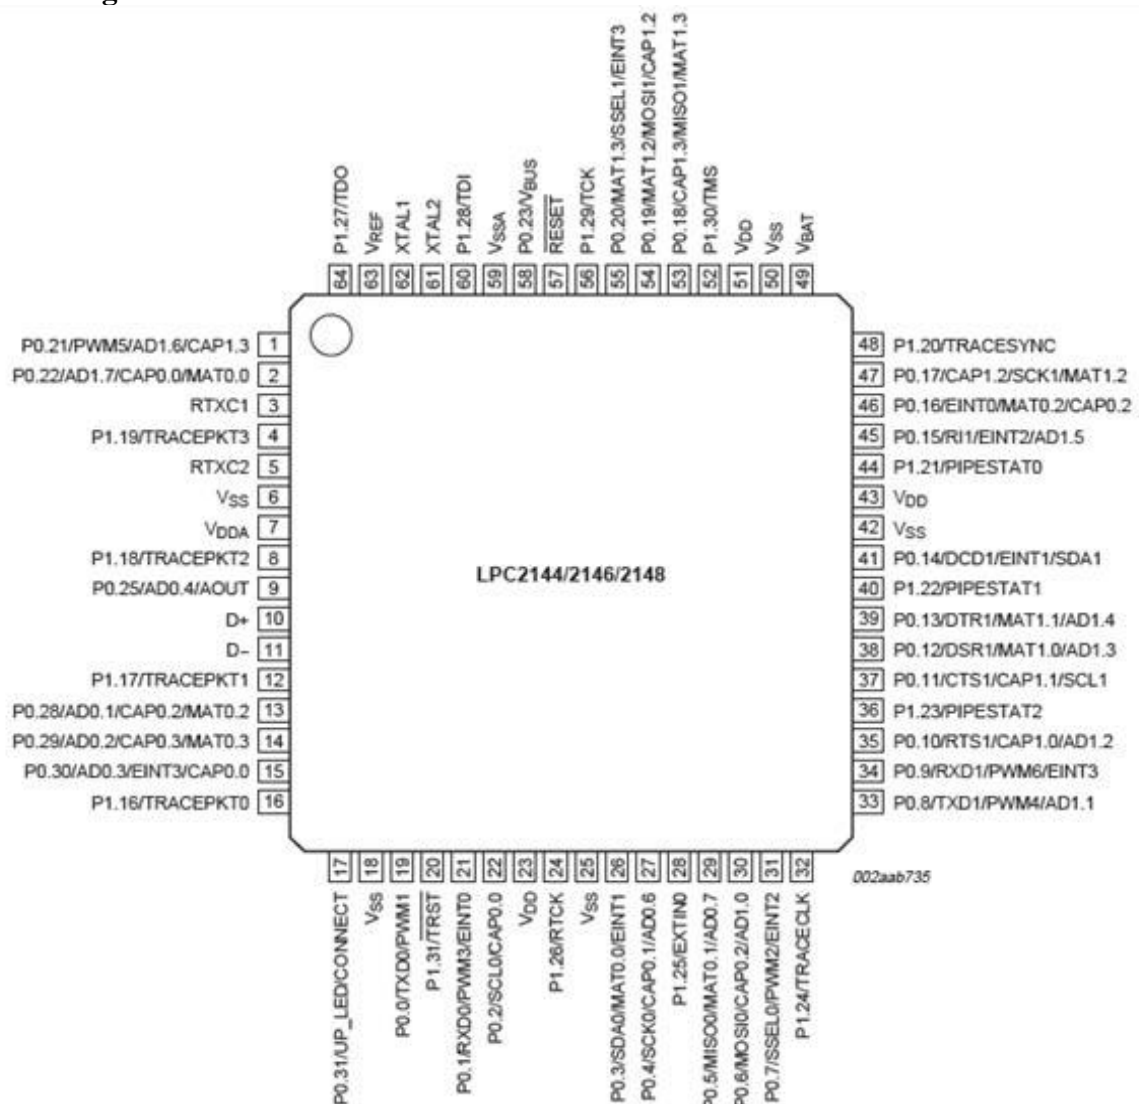 g
64 P1.27/TDO
63 VREF
62 XTAL1
61 XTAL2
60 P1.28/TDI
59 VSSA
58 P0.23/VBUS
57 RESET
56 P1.29/TCK
55 P0.20/MAT1.3/SSEL1/EINT3
54 P0.19/MAT1.2/MOSI1/CAP1.2
53 P0.18/CAP1.3/MISO1/MAT1.3
52 P1.30/TMS
51 VDD
50 VSS
49 VBAT
P0.21/PWM5/AD1.6/CAP1.3 1
P0.22/AD1.7/CAP0.0/MAT0.0 2
RTXC1 3
P1.19/TRACEPKT3 4
RTXC2 5
VSS 6
VDDA 7
P1.18/TRACEPKT2 8
P0.25/AD0.4/AOUT 9
D+ 10
D− 11
P1.17/TRACEPKT1 12
P0.28/AD0.1/CAP0.2/MAT0.2 13
P0.29/AD0.2/CAP0.3/MAT0.3 14
P0.30/AD0.3/EINT3/CAP0.0 15
P1.16/TRACEPKT0 16
LPC2144/2146/2148
48 P1.20/TRACESYNC
47 P0.17/CAP1.2/SCK1/MAT1.2
46 P0.16/EINT0/MAT0.2/CAP0.2
45 P0.15/RI1/EINT2/AD1.5
44 P1.21/PIPESTAT0
43 VDD
42 VSS
41 P0.14/DCD1/EINT1/SDA1
40 P1.22/PIPESTAT1
39 P0.13/DTR1/MAT1.1/AD1.4
38 P0.12/DSR1/MAT1.0/AD1.3
37 P0.11/CTS1/CAP1.1/SCL1
36 P1.23/PIPESTAT2
35 P0.10/RTS1/CAP1.0/AD1.2
34 P0.9/RXD1/PWM6/EINT3
33 P0.8/TXD1/PWM4/AD1.1
P0.31/UP_LED/CONNECT 17
VSS 18
P0.0/TXD0/PWM1 19
P1.31/TRST 20
P0.1/RXD0/PWM3/EINT0 21
P0.2/SCL0/CAP0.0 22
VDD 23
P1.26/RTCK 24
VSS 25
P0.3/SDA0/MAT0.0/EINT1 26
P0.4/SCK0/CAP0.1/AD0.6 27
P1.25/EXTIN0 28
P0.5/MISO0/MAT0.1/AD0.7 29
P0.6/MOSI0/CAP0.2/AD1.0 30
P0.7/SSEL0/PWM2/EINT2 31
P1.24/TRACECLK 32
002aab735